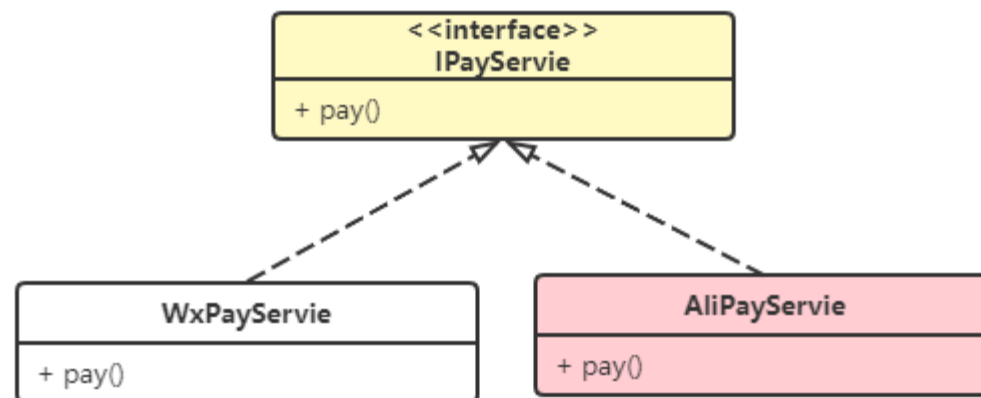 <<interface>>
IPayServie
+ pay()
WxPayServie
+ pay()
AliPayServie
+ pay()